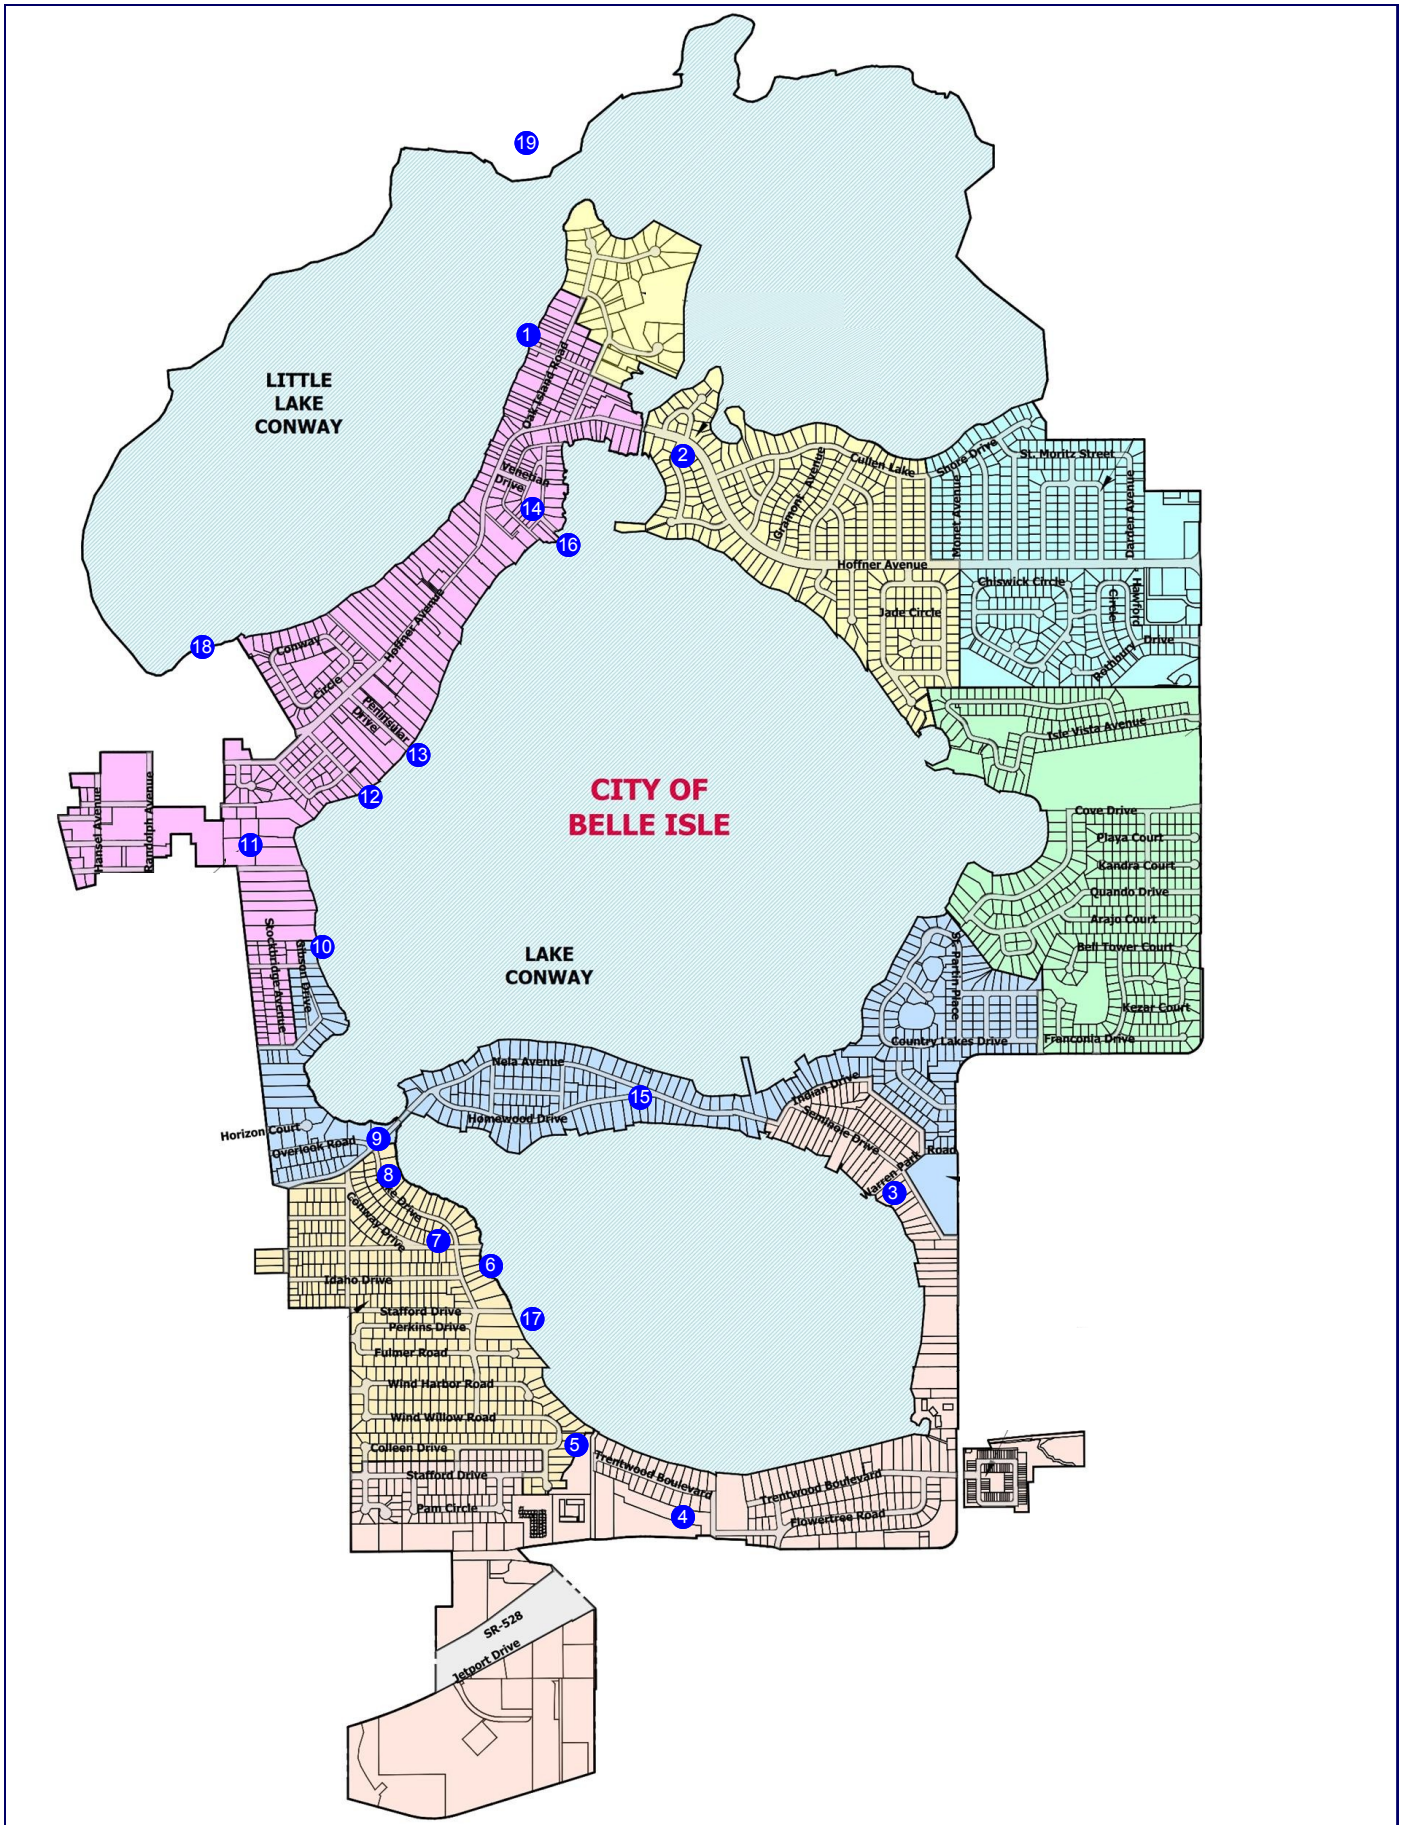 19
1
Oak Island Road
LITTLE
LAKE
CONWAY
2
Cullen Lake
Shore Drive
St. Moritz Street
Gramont Avenue
Monet Avenue
Darden Avenue
Venetian
Drive
14
16
Hoffner Avenue
Chiswick Circle
Circle
Hawford
Jade Circle
Hoffner Avenue
18
Conway
Circle
Drive
Rothbury
Peninsular
Drive
13
12
Isle Vista Avenue
CITY OF
BELLE ISLE
Hansel Avenue
Randolph Avenue
11
Cove Drive
Playa Court
Kandra Court
Quando Drive
Arajo Court
Bell Tower Court
Kezar Court
Franconia Drive
10
Stockbridge Avenue
Gibson Drive
LAKE
CONWAY
St. Partin Place
Country Lakes Drive
Nela Avenue
15
Homewood Drive
Indian Drive
Seminole Drive
Horizon Court
Overlook Road
9
8
Warren Park
Road
3
Lake Drive
Conway Drive
7
6
Idaho Drive
17
Stafford Drive
Perkins Drive
Fulmer Road
Wind Harbor Road
Wind Willow Road
5
Colleen Drive
Stafford Drive
Pam Circle
Trentwood Boulevard
4
Trentwood Boulevard
Flowertree Road
SR-528
Jetport Drive